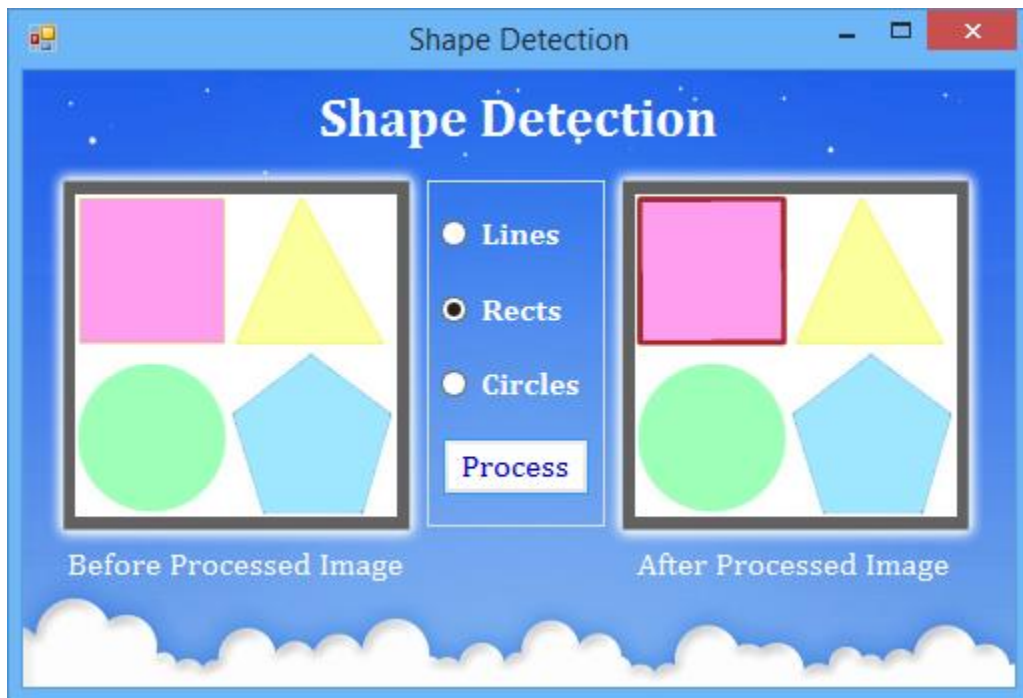 Shape Detection
Shape Detection
Lines
Rects
Circles
Process
Before Processed Image
After Processed Image